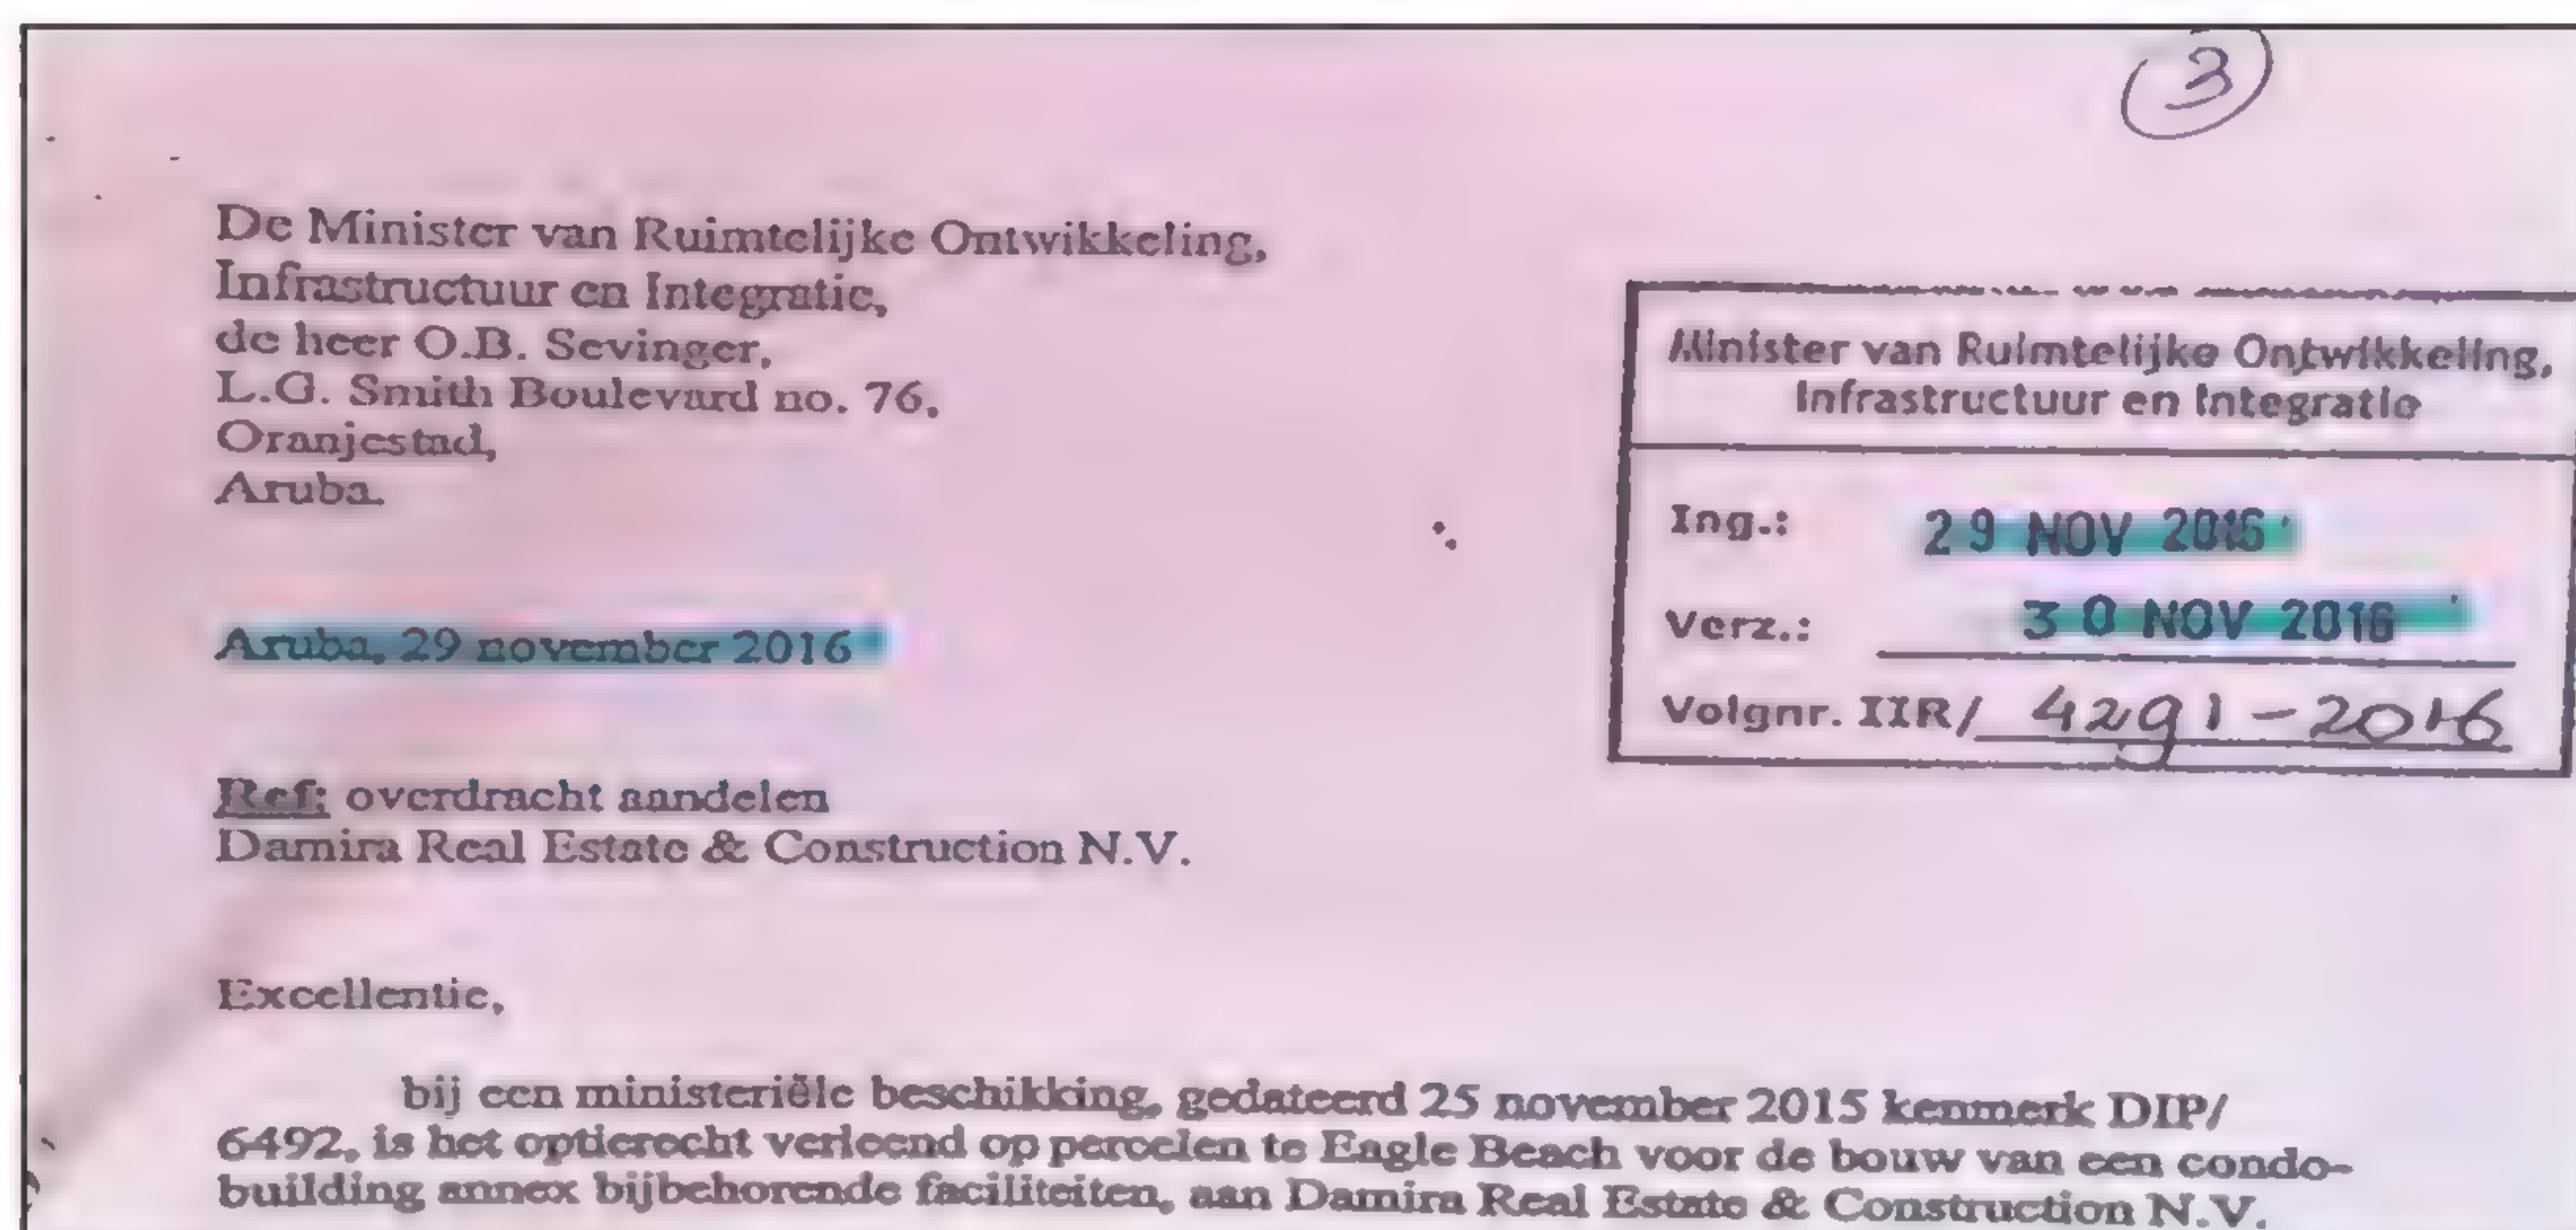 3
De Minister van Ruimtelijke Ontwikkeling,
Infrastructuur en Integratie,
de heer O.B. Sevinger,
L.G. Smith Boulevard no. 76,
Oranjestad,
Aruba.
Minister van Ruimtelijke Ontwikkeling,
Infrastructuur en Integratie
Ing.: 29 NOV 2016
Verz.: 30 NOV 2016
Volgnr. IIR/ 4291-2016
Aruba, 29 november 2016
Ref: overdracht aandelen
Damira Real Estate & Construction N.V.
Excellentie,
bij een ministeriële beschikking, gedateerd 25 november 2015 kenmerk DIP/
6492, is het optierecht verleend op percelen te Eagle Beach voor de bouw van een condo-
building annex bijbehorende faciliteiten, aan Damira Real Estate & Construction N.V.